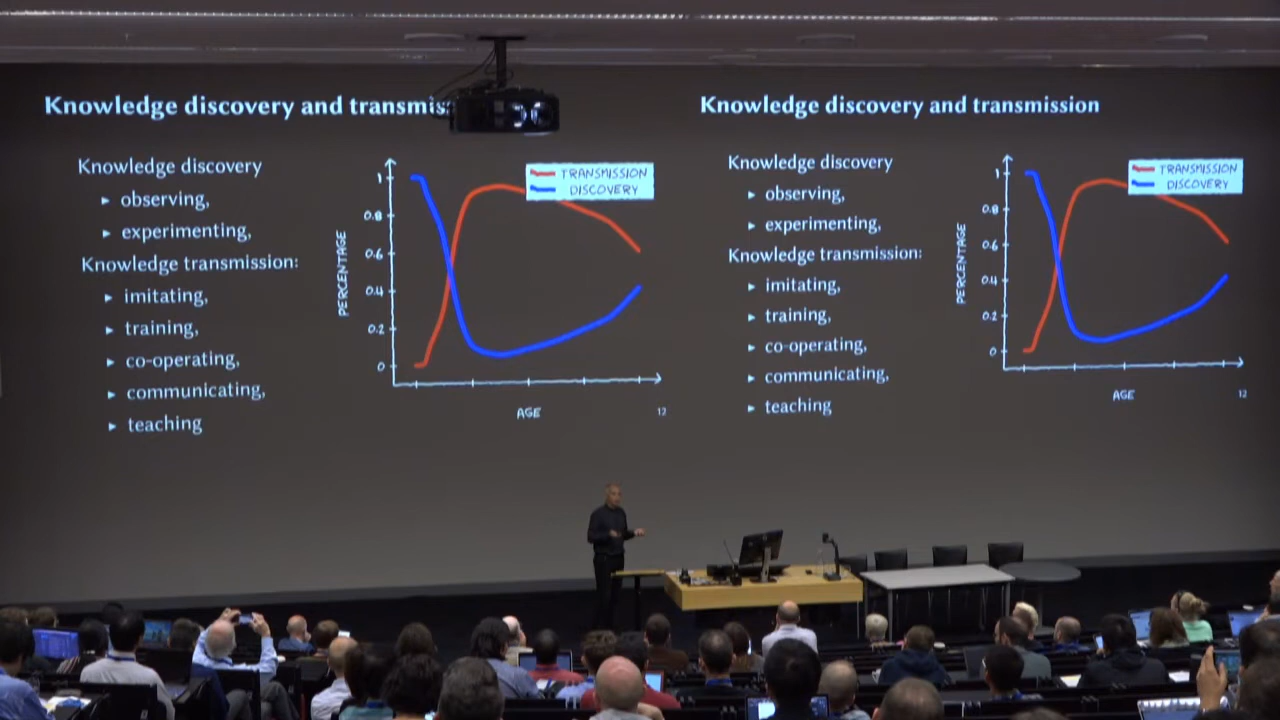 Knowledge discovery and transmis
Knowledge discovery
▸ observing,
▸ experimenting,
Knowledge transmission:
▸ imitating,
▸ training,
▸ co-operating,
▸ communicating,
▸ teaching
TRANSMISSION
DISCOVERY
PERCENTAGE
1
0.8
0.6
0.4
0.2
0
AGE
12
Knowledge discovery and transmission
Knowledge discovery
▸ observing,
▸ experimenting,
Knowledge transmission:
▸ imitating,
▸ training,
▸ co-operating,
▸ communicating,
▸ teaching
TRANSMISSION
DISCOVERY
PERCENTAGE
1
0.8
0.6
0.4
0.2
0
AGE
12